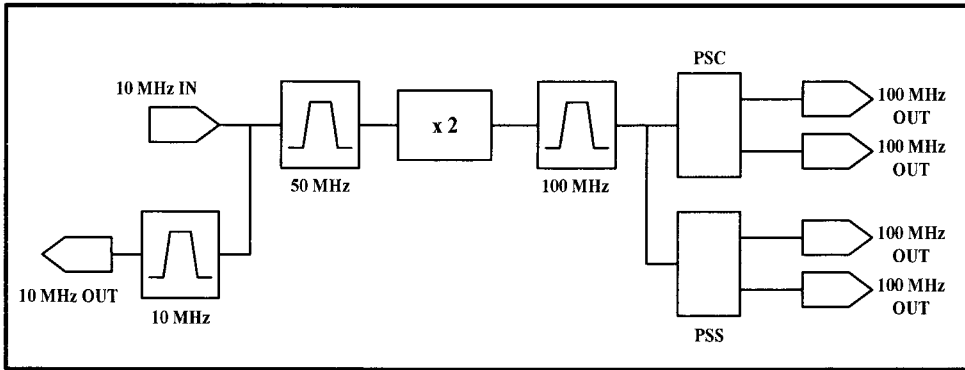 10 MHz IN
50 MHz
x 2
100 MHz
PSC
100 MHz
OUT
100 MHz
OUT
10 MHz OUT
10 MHz
100 MHz
OUT
100 MHz
OUT
PSS